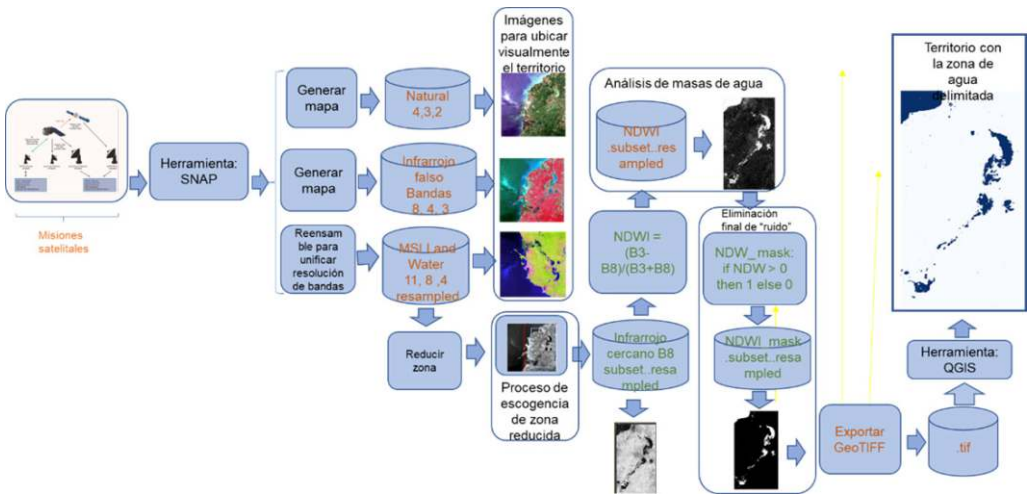 Misiones
satelitales
Herramienta:
SNAP
Generar
mapa
Natural
4,3,2
Generar
mapa
Infrarrojo
falso
Bandas
8, 4, 3
Reensam
ble para
unificar
resolución
de bandas
MSI Land
Water
11, 8 ,4
resampled
Imágenes
para ubicar
visualmente
el territorio
Reducir
zona
Proceso de
escogencia
de zona
reducida
Infrarrojo
cercano B8
subset..resa
mpled
NDWI =
(B3-
B8)/(B3+B8)
Análisis de masas de agua
NDWI
.subset..res
ampled
Eliminación
final de "ruido"
NDW_mask:
if NDW > 0
then 1 else 0
NDWI_mask
.subset..resa
mpled
Exportar
GeoTIFF
.tif
Herramienta:
QGIS
Territorio con
la zona de
agua
delimitada